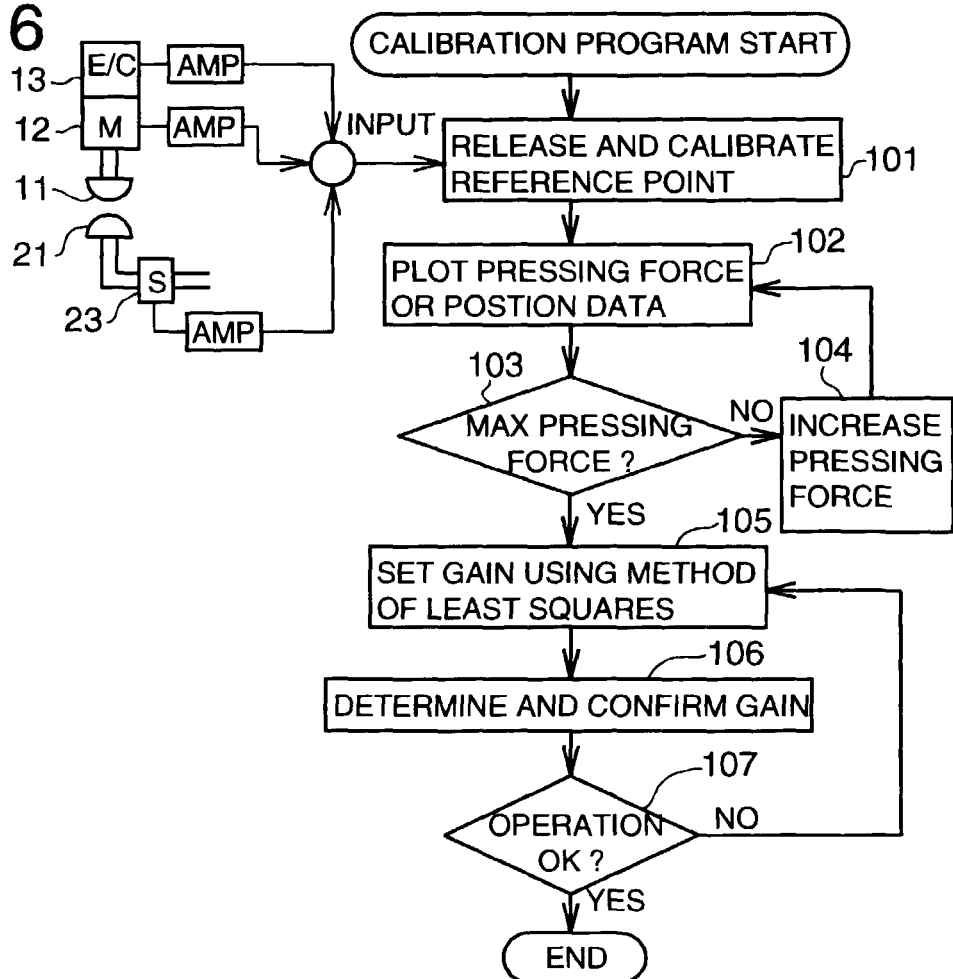 6
13
E/C
AMP
12
M
AMP
11
21
S
23
AMP
INPUT
CALIBRATION PROGRAM START
RELEASE AND CALIBRATE
REFERENCE POINT
101
102
PLOT PRESSING FORCE
OR POSTION DATA
103
MAX PRESSING
FORCE ?
NO
104
INCREASE
PRESSING
FORCE
YES
105
SET GAIN USING METHOD
OF LEAST SQUARES
106
DETERMINE AND CONFIRM GAIN
107
OPERATION
OK ?
NO
YES
END